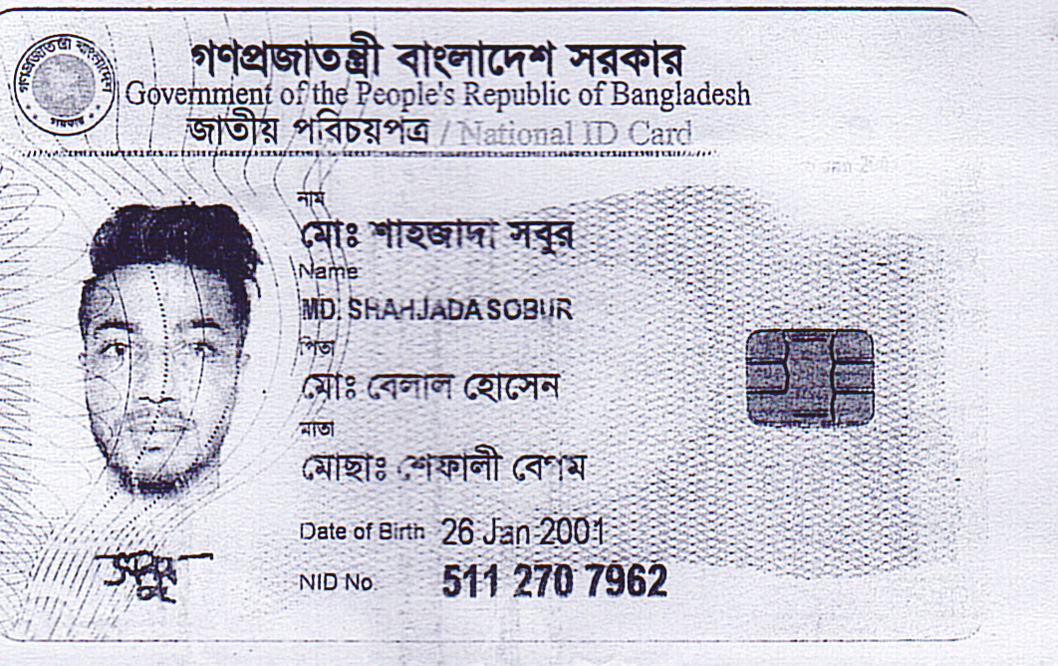 গণপ্রজাতন্ত্রী বাংলাদেশ সরকার
Government of the People's Republic of Bangladesh
জাতীয় পরিচয়পত্র / National ID Card
নাম
মোঃ শাহজাদা সবুর
Name
MD. SHAHJADA SOBUR
পিতা
মোঃ বেলাল হোসেন
মাতা
মোছাঃ শেফালী বেগম
Date of Birth 26 Jan 2001
NID No. 511 270 7962